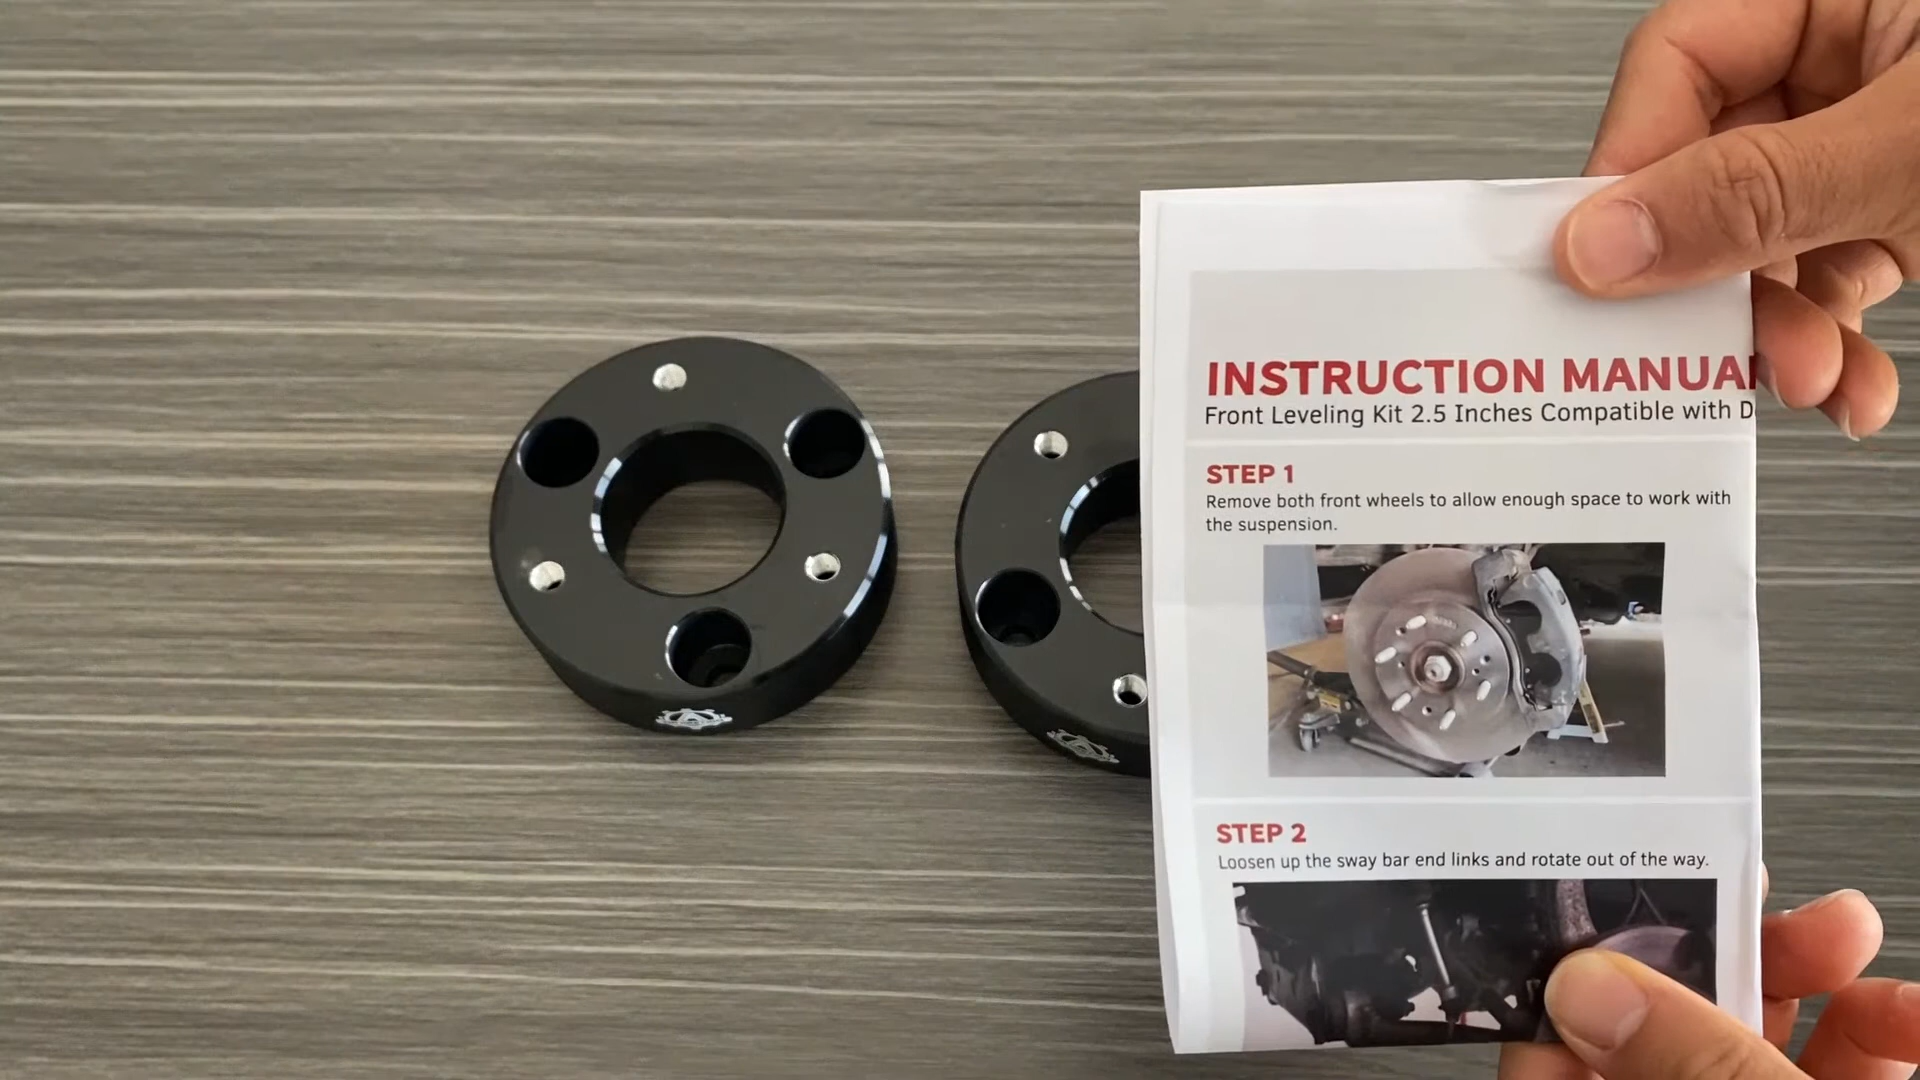 INSTRUCTION MANUA
Front Leveling Kit 2.5 Inches Compatible with D
STEP 1
Remove both front wheels to allow enough space to work with
the suspension.
STEP 2
Loosen up the sway bar end links and rotate out of the way.